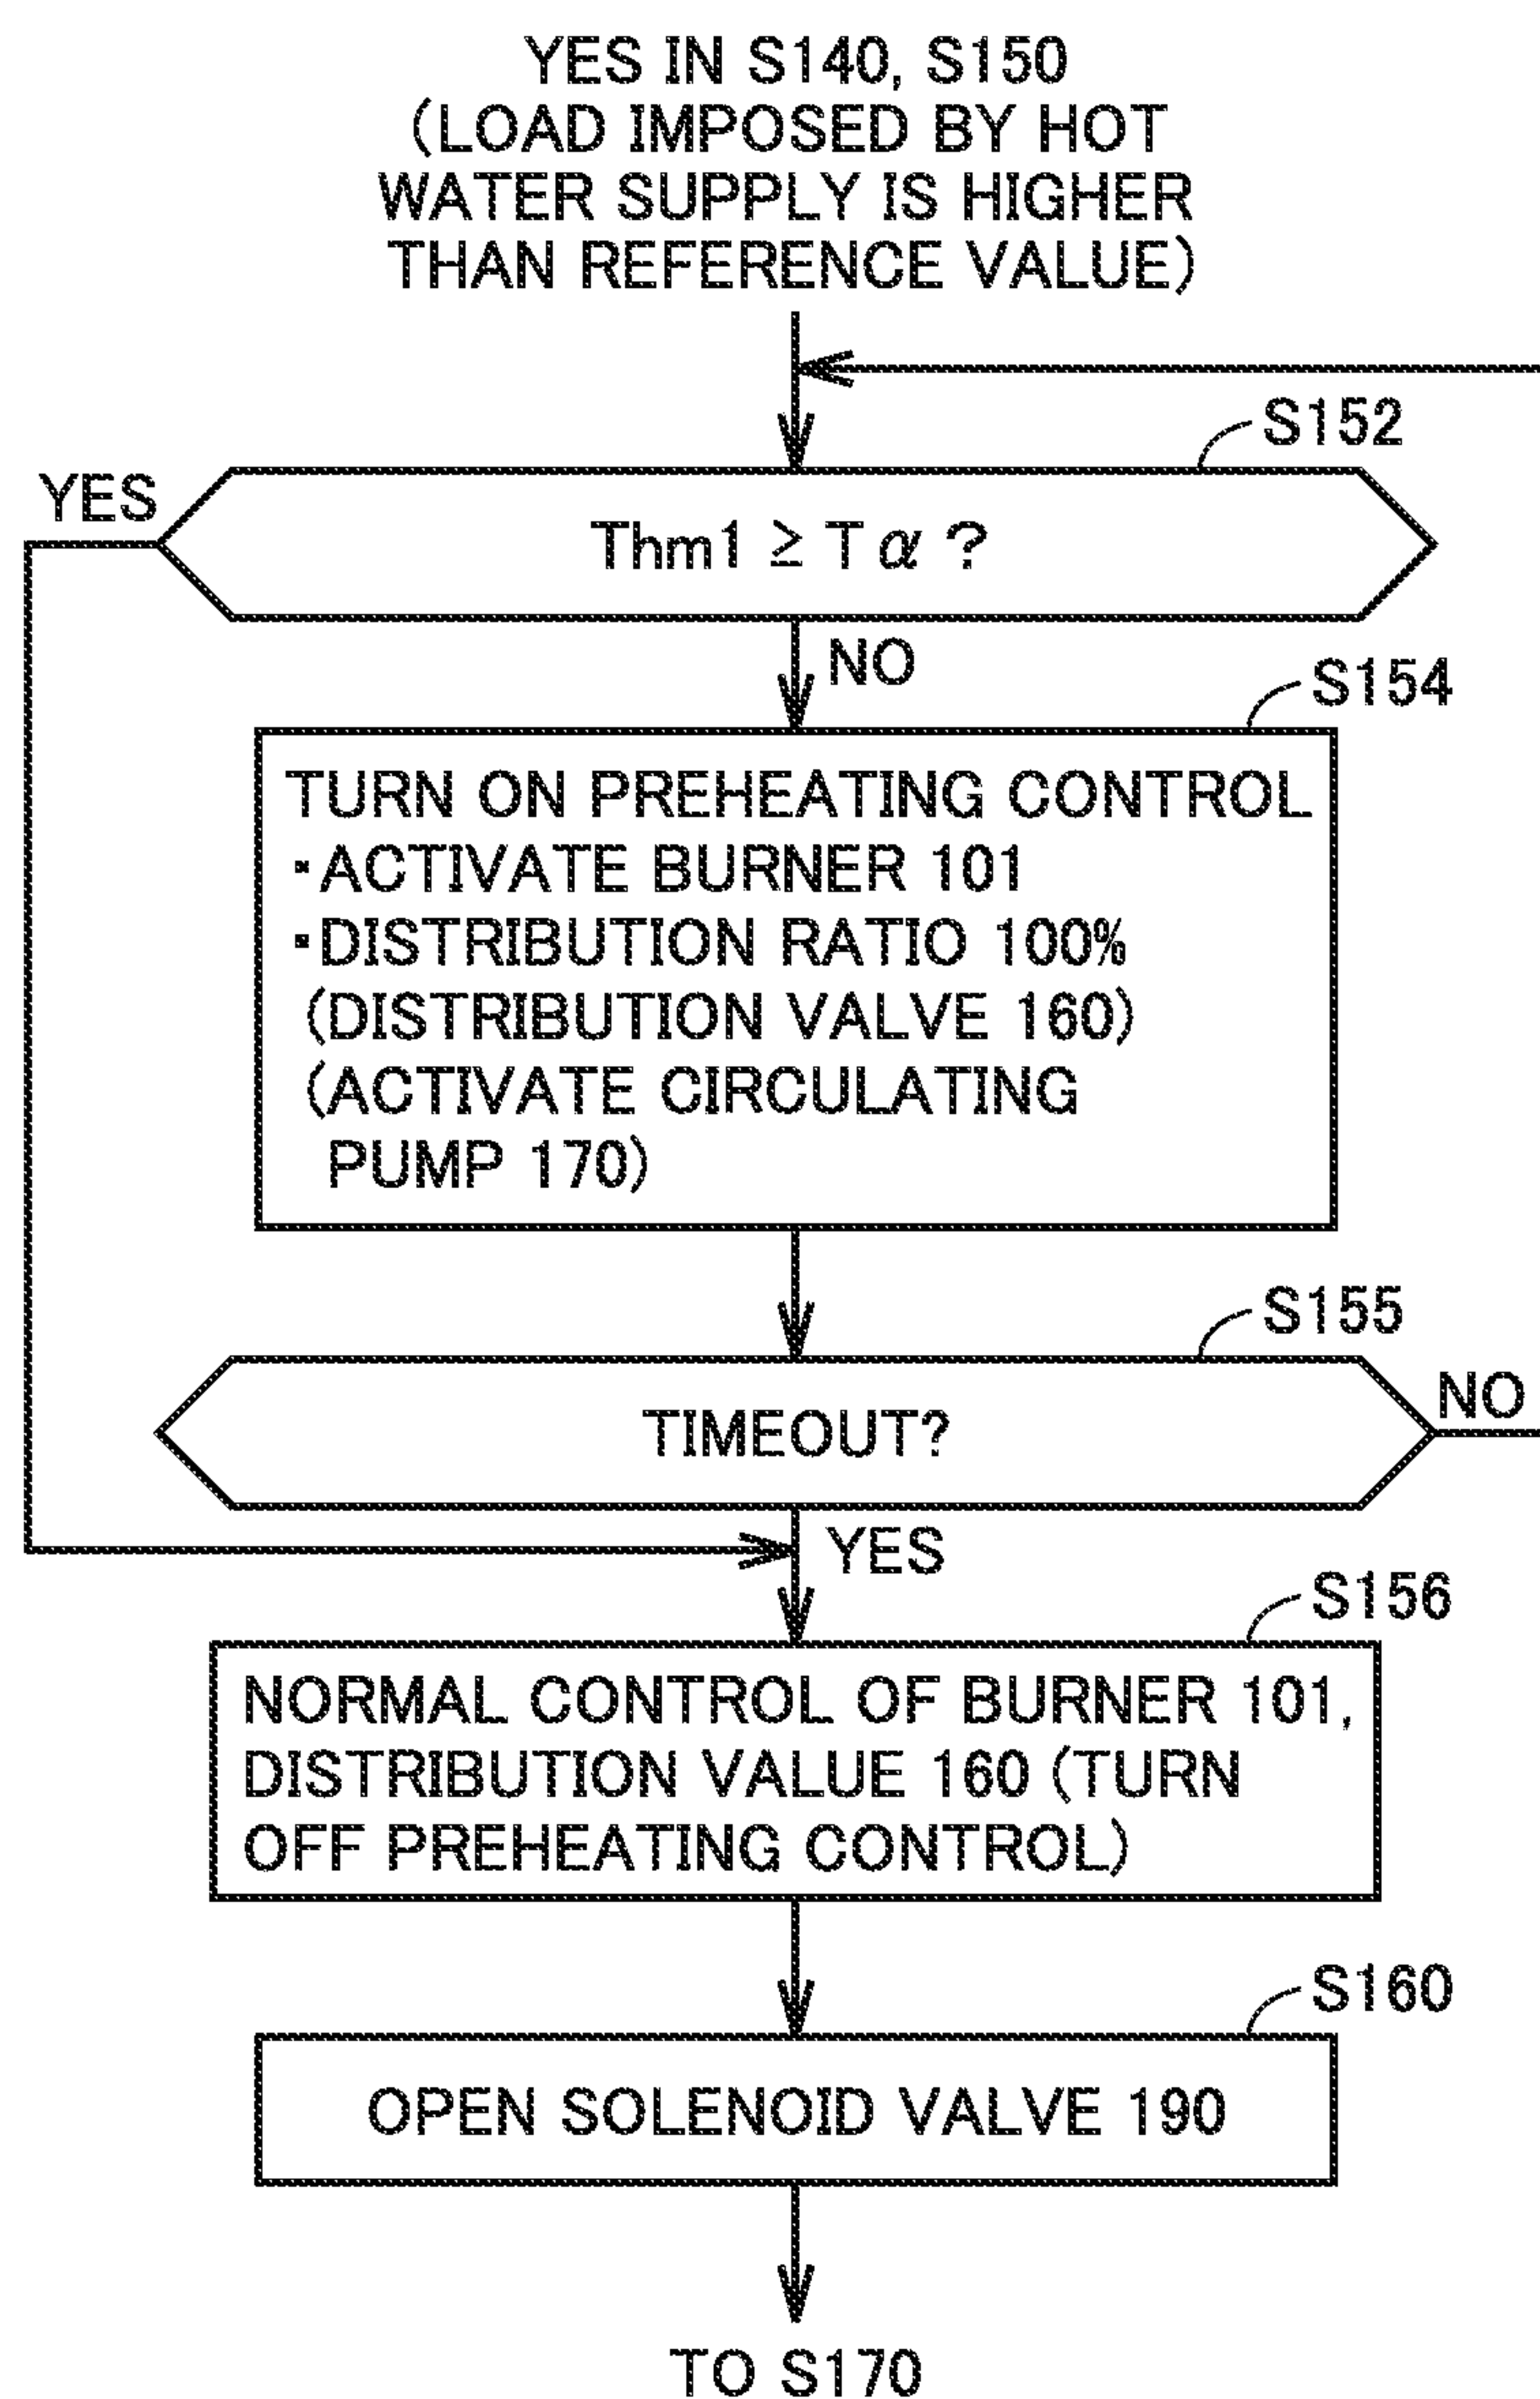 YES IN S140, S150
(LOAD IMPOSED BY HOT
WATER SUPPLY IS HIGHER
THAN REFERENCE VALUE)
S152
YES
Thm1 ≥ Tα ?
NO
S154
TURN ON PREHEATING CONTROL
・ACTIVATE BURNER 101
・DISTRIBUTION RATIO 100%
(DISTRIBUTION VALVE 160)
(ACTIVATE CIRCULATING
PUMP 170)
S155
NO
TIMEOUT?
YES
S156
NORMAL CONTROL OF BURNER 101,
DISTRIBUTION VALUE 160 (TURN
OFF PREHEATING CONTROL)
S160
OPEN SOLENOID VALVE 190
TO S170